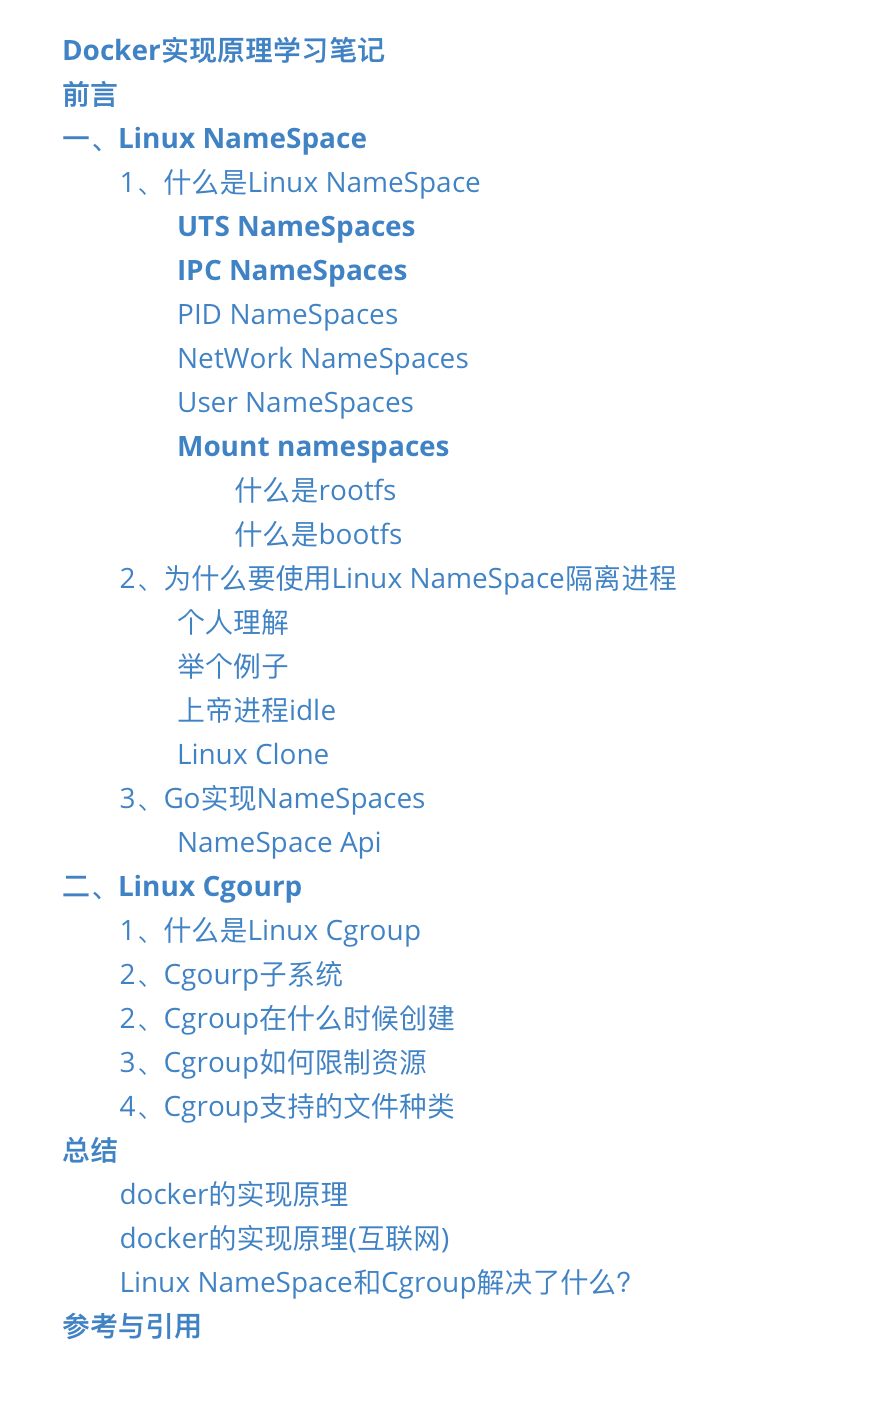 Docker实现原理学习笔记
前言
一、Linux NameSpace
1、什么是Linux NameSpace
UTS NameSpaces
IPC NameSpaces
PID NameSpaces
NetWork NameSpaces
User NameSpaces
Mount namespaces
什么是rootfs
什么是bootfs
2、为什么要使用Linux NameSpace隔离进程
个人理解
举个例子
上帝进程idle
Linux Clone
3、Go实现NameSpaces
NameSpace Api
二、Linux Cgourp
1、什么是Linux Cgroup
2、Cgourp子系统
2、Cgroup在什么时候创建
3、Cgroup如何限制资源
4、Cgroup支持的文件种类
总结
docker的实现原理
docker的实现原理(互联网)
Linux NameSpace和Cgroup解决了什么?
参考与引用